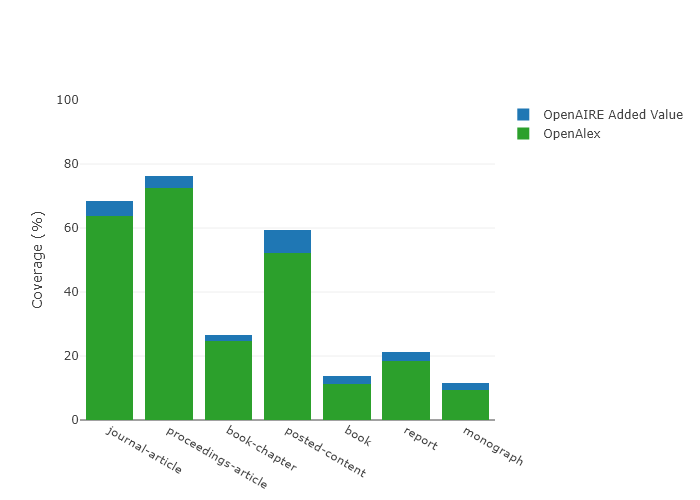 100
80
60
40
20
0
Coverage (%)
journal-article
proceedings-article
book-chapter
posted-content
book
report
monograph
OpenAIRE Added Value
OpenAlex